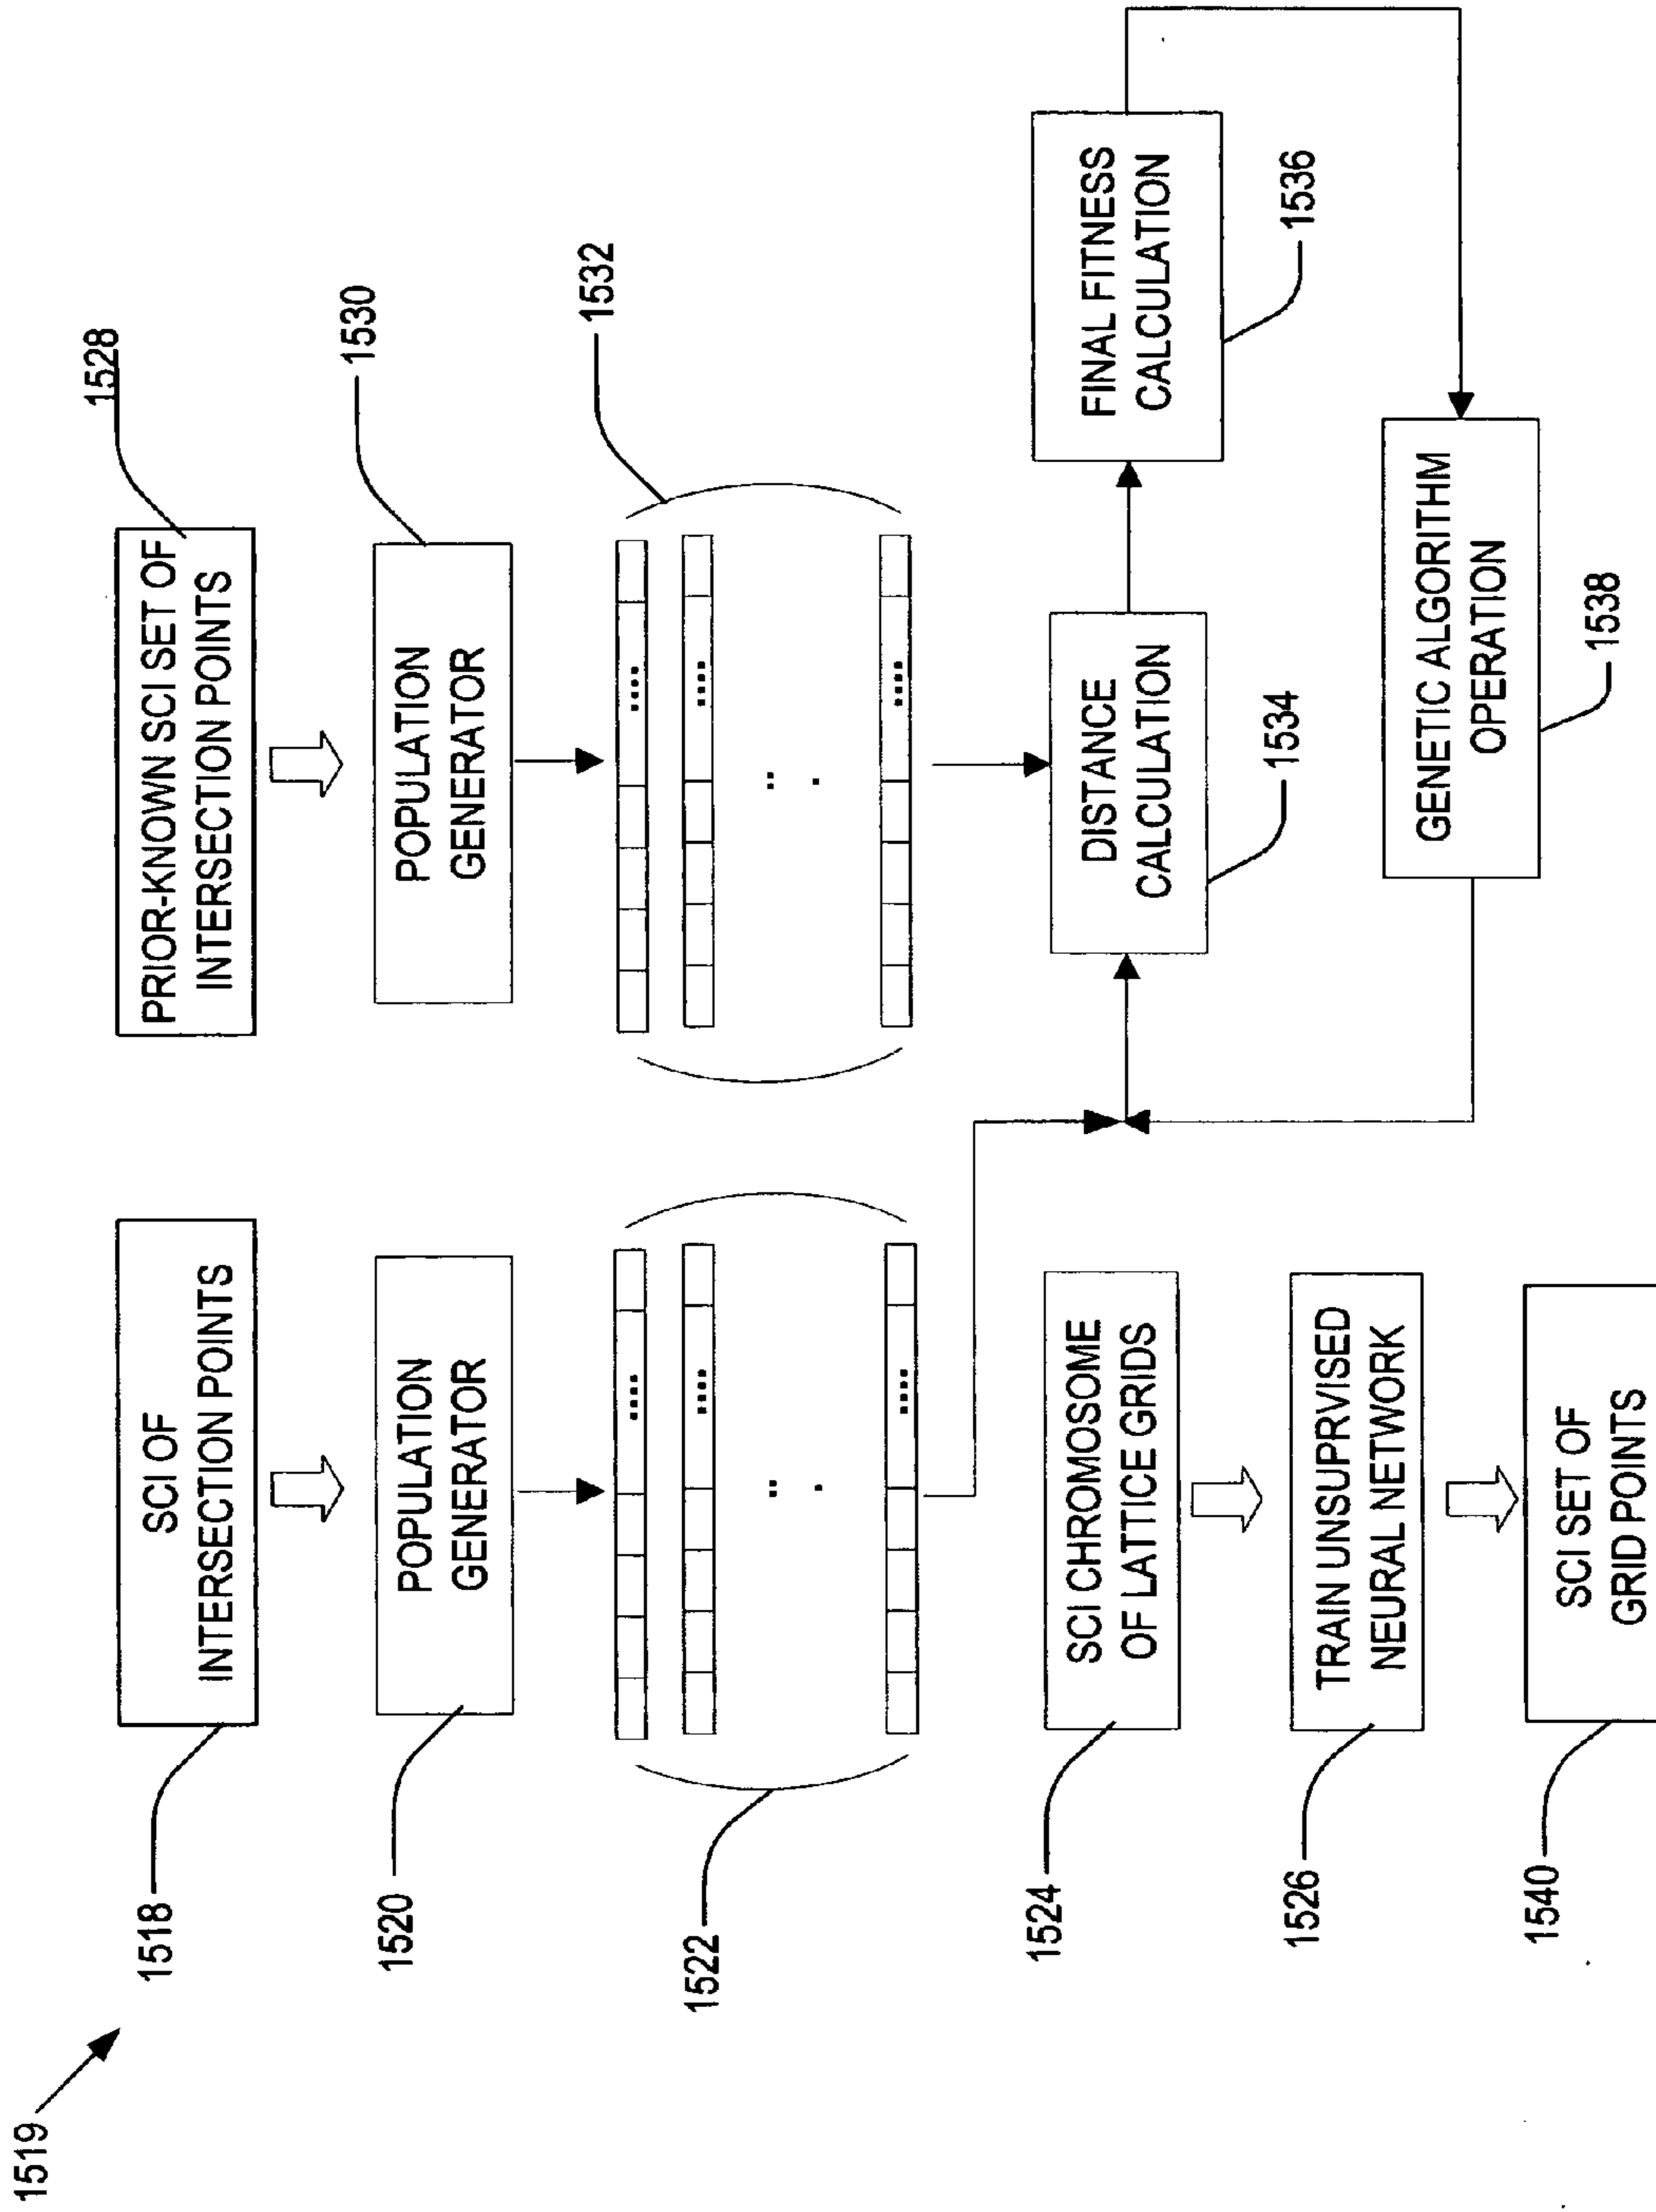 1519
1518
SCI OF
INTERSECTION POINTS
1520
POPULATION
GENERATOR
1522
....
....
....
1524
SCI CHROMOSOME
OF LATTICE GRIDS
1526
TRAIN UNSUPRVISED
NEURAL NETWORK
1540
SCI SET OF
GRID POINTS
1528
PRIOR-KNOWN SCI SET OF
INTERSECTION POINTS
1530
POPULATION
GENERATOR
1532
....
....
....
DISTANCE
CALCULATION
1534
FINAL FITNESS
CALCULATION
1536
GENETIC ALGORITHM
OPERATION
1538